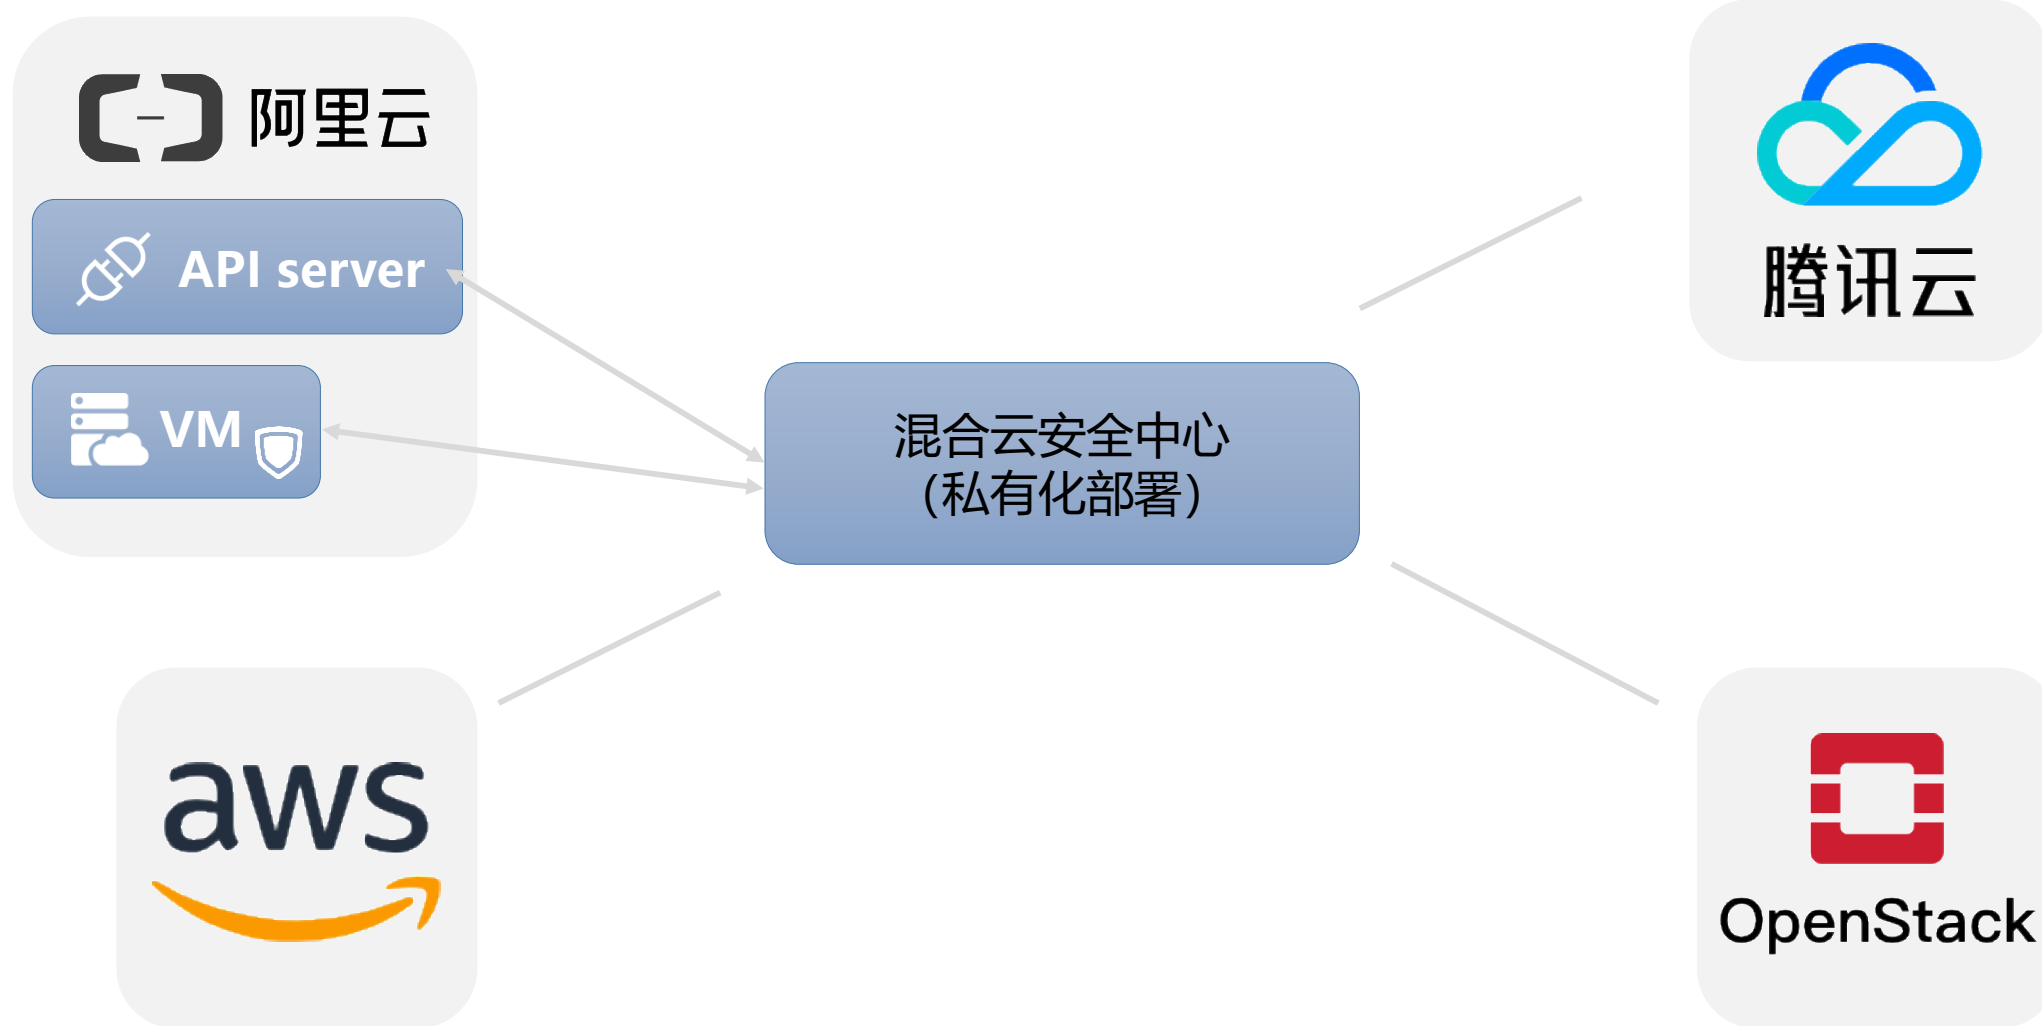 阿里云
API server
VM
腾讯云
混合云安全中心
(私有化部署)
aws
OpenStack